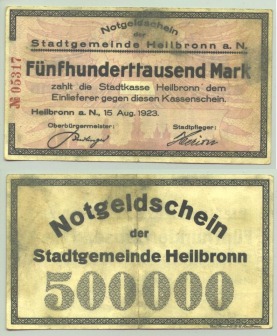 Notgeldschein
der
Stadtgemeinde Heilbronn a. N.
Fünfhunderttausend Mark
№ 05317
zahlt die Stadtkasse Heilbronn dem
Einlieferer gegen diesen Kassenschein.
Heilbronn a. N., 15 Aug. 1923.
Oberbürgermeister: Stadtpfleger:
Notgeldschein
der
Stadtgemeinde Heilbronn
500000